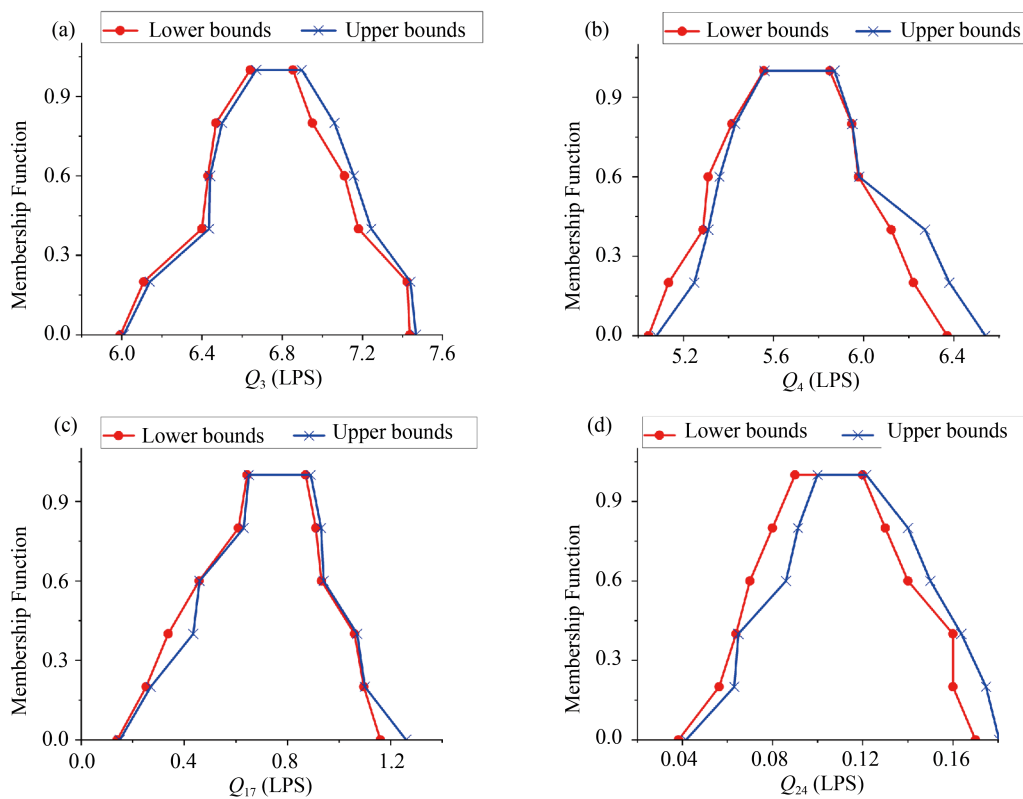 (a)
Lower bounds
Upper bounds
Membership Function
0.9
0.6
0.3
0.0
6.0
6.4
6.8
7.2
7.6
Q₃ (LPS)
(b)
Lower bounds
Upper bounds
Membership Function
0.9
0.6
0.3
0.0
5.2
5.6
6.0
6.4
Q₄ (LPS)
(c)
Lower bounds
Upper bounds
Membership Function
0.9
0.6
0.3
0.0
0.0
0.4
0.8
1.2
Q₁₇ (LPS)
(d)
Lower bounds
Upper bounds
Membership Function
0.9
0.6
0.3
0.0
0.04
0.08
0.12
0.16
Q₂₄ (LPS)